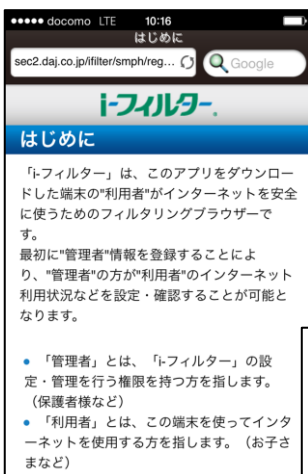 docomo LTE 10:16
はじめに
sec2.daj.co.jp/ifilter/smph/reg... Google
i-フィルター.
はじめに
「i-フィルター」は、このアプリをダウンロー
ドした端末の"利用者"がインターネットを安全
に使うためのフィルタリングブラウザーで
す。
最初に"管理者"情報を登録することによ
り、"管理者"の方が"利用者"のインターネット
利用状況などを設定・確認することが可能と
なります。
• 「管理者」とは、「i-フィルター」の設
定・管理を行う権限を持つ方を指します。
（保護者様など）
• 「利用者」とは、この端末を使ってインタ
ーネットを使用する方を指します。（お子さ
まなど）